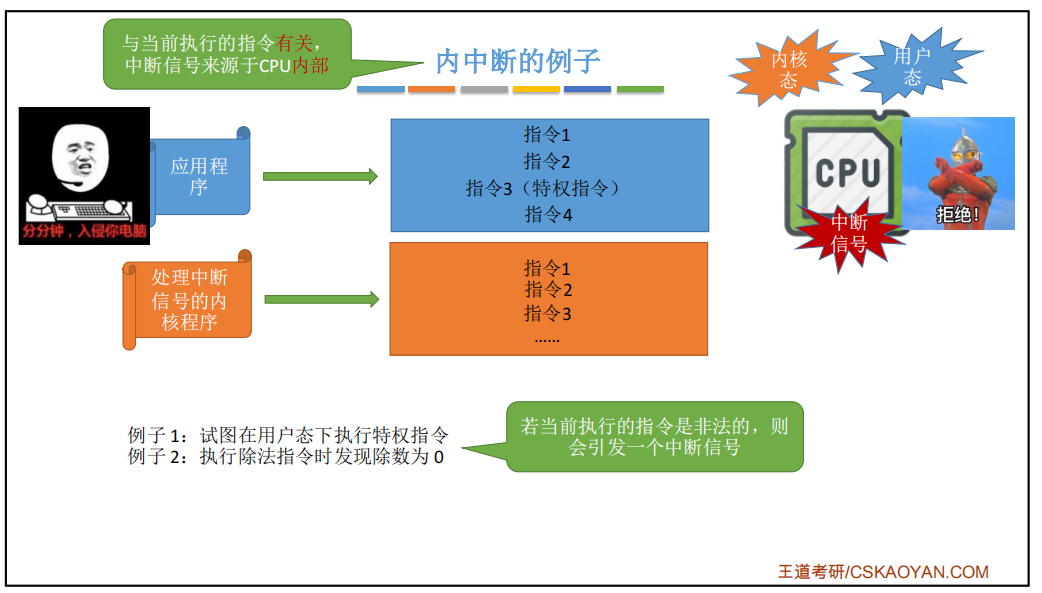 与当前执行的指令有关，
中断信号来源于CPU内部
内中断的例子
内核
态
用户
态
分分钟，入侵你电脑
应用程
序
指令1
指令2
指令3（特权指令）
指令4
CPU
拒绝！
中断
信号
处理中断
信号的内
核程序
指令1
指令2
指令3
……
例子 1：试图在用户态下执行特权指令
例子 2：执行除法指令时发现除数为 0
若当前执行的指令是非法的，则
会引发一个中断信号
王道考研/CSKAOYAN.COM